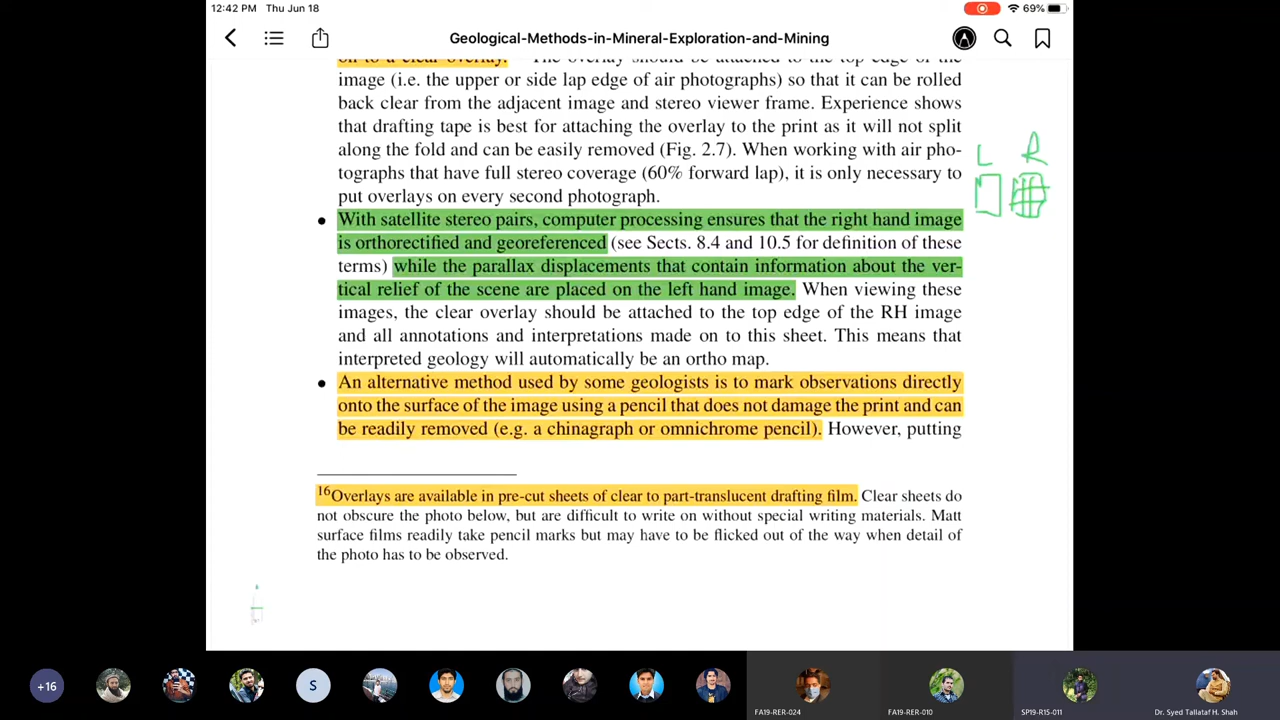 12:42 PM Thu Jun 18 69%
Geological-Methods-in-Mineral-Exploration-and-Mining
on to a clear overlay. The overlay should be attached to the top edge of the
image (i.e. the upper or side lap edge of air photographs) so that it can be rolled
back clear from the adjacent image and stereo viewer frame. Experience shows
that drafting tape is best for attaching the overlay to the print as it will not split
along the fold and can be easily removed (Fig. 2.7). When working with air pho-
tographs that have full stereo coverage (60% forward lap), it is only necessary to
put overlays on every second photograph.
L R
• With satellite stereo pairs, computer processing ensures that the right hand image
is orthorectified and georeferenced (see Sects. 8.4 and 10.5 for definition of these
terms) while the parallax displacements that contain information about the ver-
tical relief of the scene are placed on the left hand image. When viewing these
images, the clear overlay should be attached to the top edge of the RH image
and all annotations and interpretations made on to this sheet. This means that
interpreted geology will automatically be an ortho map.
• An alternative method used by some geologists is to mark observations directly
onto the surface of the image using a pencil that does not damage the print and can
be readily removed (e.g. a chinagraph or omnichrome pencil). However, putting
16Overlays are available in pre-cut sheets of clear to part-translucent drafting film. Clear sheets do
not obscure the photo below, but are difficult to write on without special writing materials. Matt
surface films readily take pencil marks but may have to be flicked out of the way when detail of
the photo has to be observed.
+16 S
FA19-RER-024 FA19-RER-010 SP19-R15-011 Dr. Syed Tallataf H. Shah